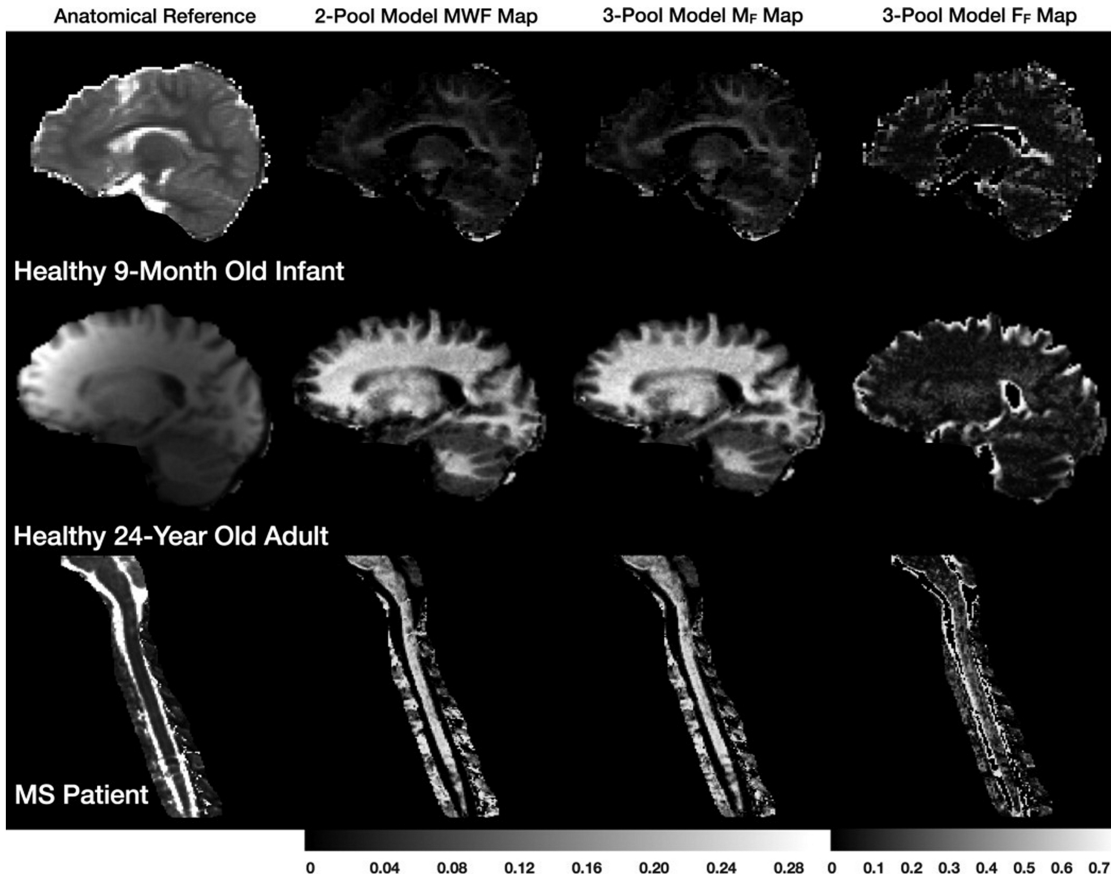 Anatomical Reference 2-Pool Model MWF Map 3-Pool Model MF Map 3-Pool Model FF Map
Healthy 9-Month Old Infant
Healthy 24-Year Old Adult
MS Patient
0 0.04 0.08 0.12 0.16 0.20 0.24 0.28 0 0.1 0.2 0.3 0.4 0.5 0.6 0.7